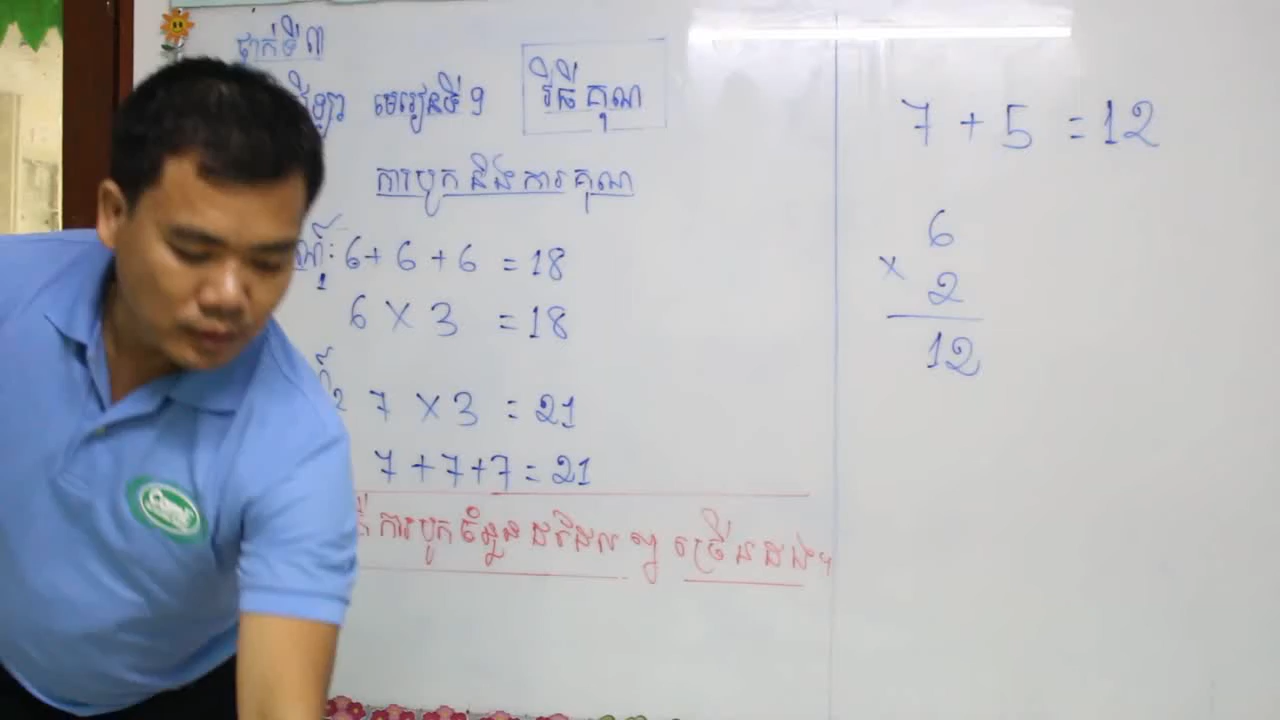 ថ្នាក់ទី៣
មេរៀនទី ១ វិធីគុណ
ការបូក និងការគុណ
6 + 6 + 6 = 18
6 × 3 = 18
7 × 3 = 21
7 + 7 + 7 = 21
ការបូកចំនួនដដែល ៗ ច្រើនដង។
7 + 5 = 12
6
× 2
12